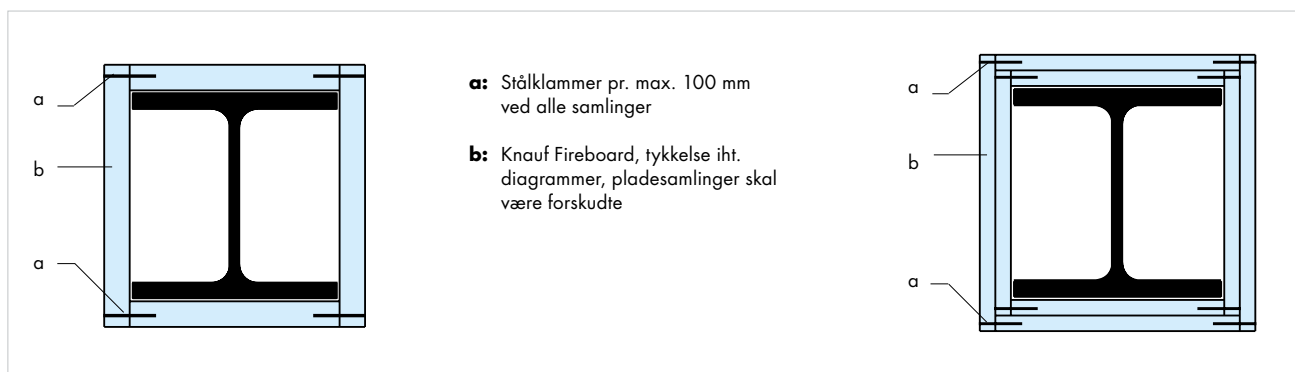 a
b
a
a: Stålklammer pr. max. 100 mm
ved alle samlinger
b: Knauf Fireboard, tykkelse iht.
diagrammer, pladesamlinger skal
være forskudte
a
b
a